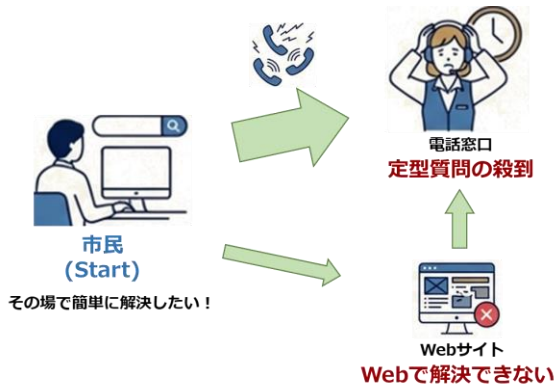 電話窓口
定型質問の殺到
市民
(Start)
その場で簡単に解決したい！
Webサイト
Webで解決できない